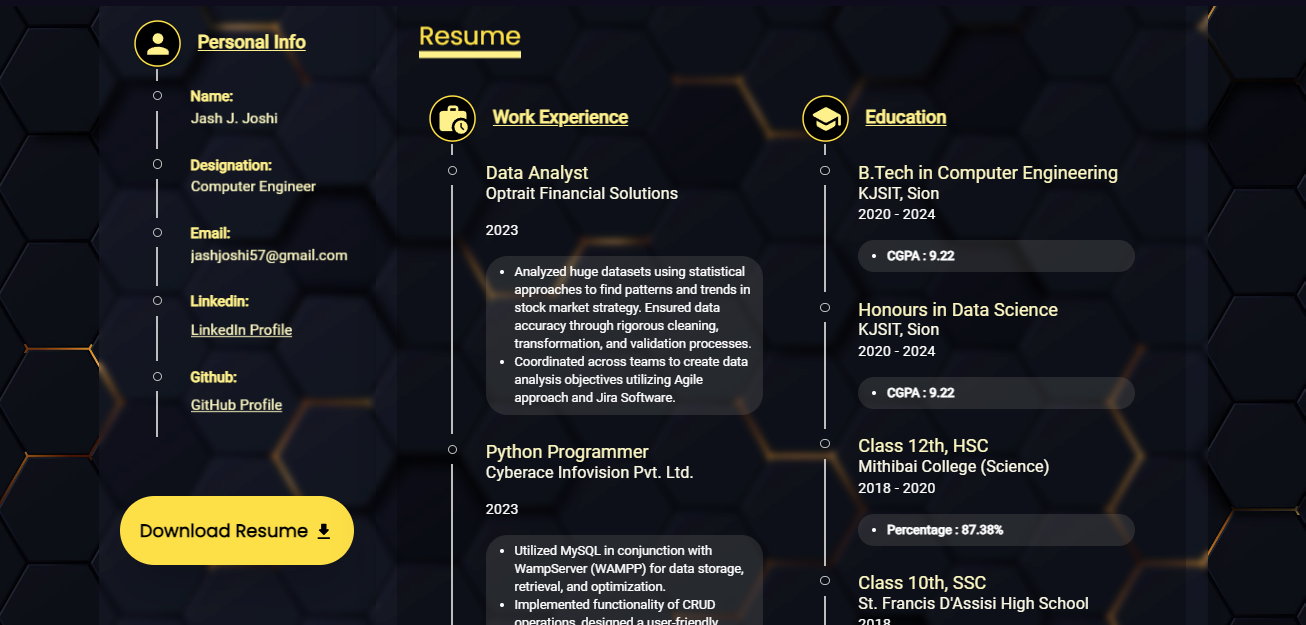 Personal Info
Name:
Jash J. Joshi
Designation:
Computer Engineer
Email:
jashjoshi57@gmail.com
Linkedin:
LinkedIn Profile
Github:
GitHub Profile
Download Resume
Resume
Work Experience
Data Analyst
Optrait Financial Solutions
2023
Analyzed huge datasets using statistical
approaches to find patterns and trends in
stock market strategy. Ensured data
accuracy through rigorous cleaning,
transformation, and validation processes.
Coordinated across teams to create data
analysis objectives utilizing Agile
approach and Jira Software.
Python Programmer
Cyberace Infovision Pvt. Ltd.
2023
Utilized MySQL in conjunction with
WampServer (WAMPP) for data storage,
retrieval, and optimization.
Implemented functionality of CRUD
operations, designed a user-friendly
Education
B.Tech in Computer Engineering
KJSIT, Sion
2020 - 2024
CGPA : 9.22
Honours in Data Science
KJSIT, Sion
2020 - 2024
CGPA : 9.22
Class 12th, HSC
Mithibai College (Science)
2018 - 2020
Percentage : 87.38%
Class 10th, SSC
St. Francis D'Assisi High School
2018